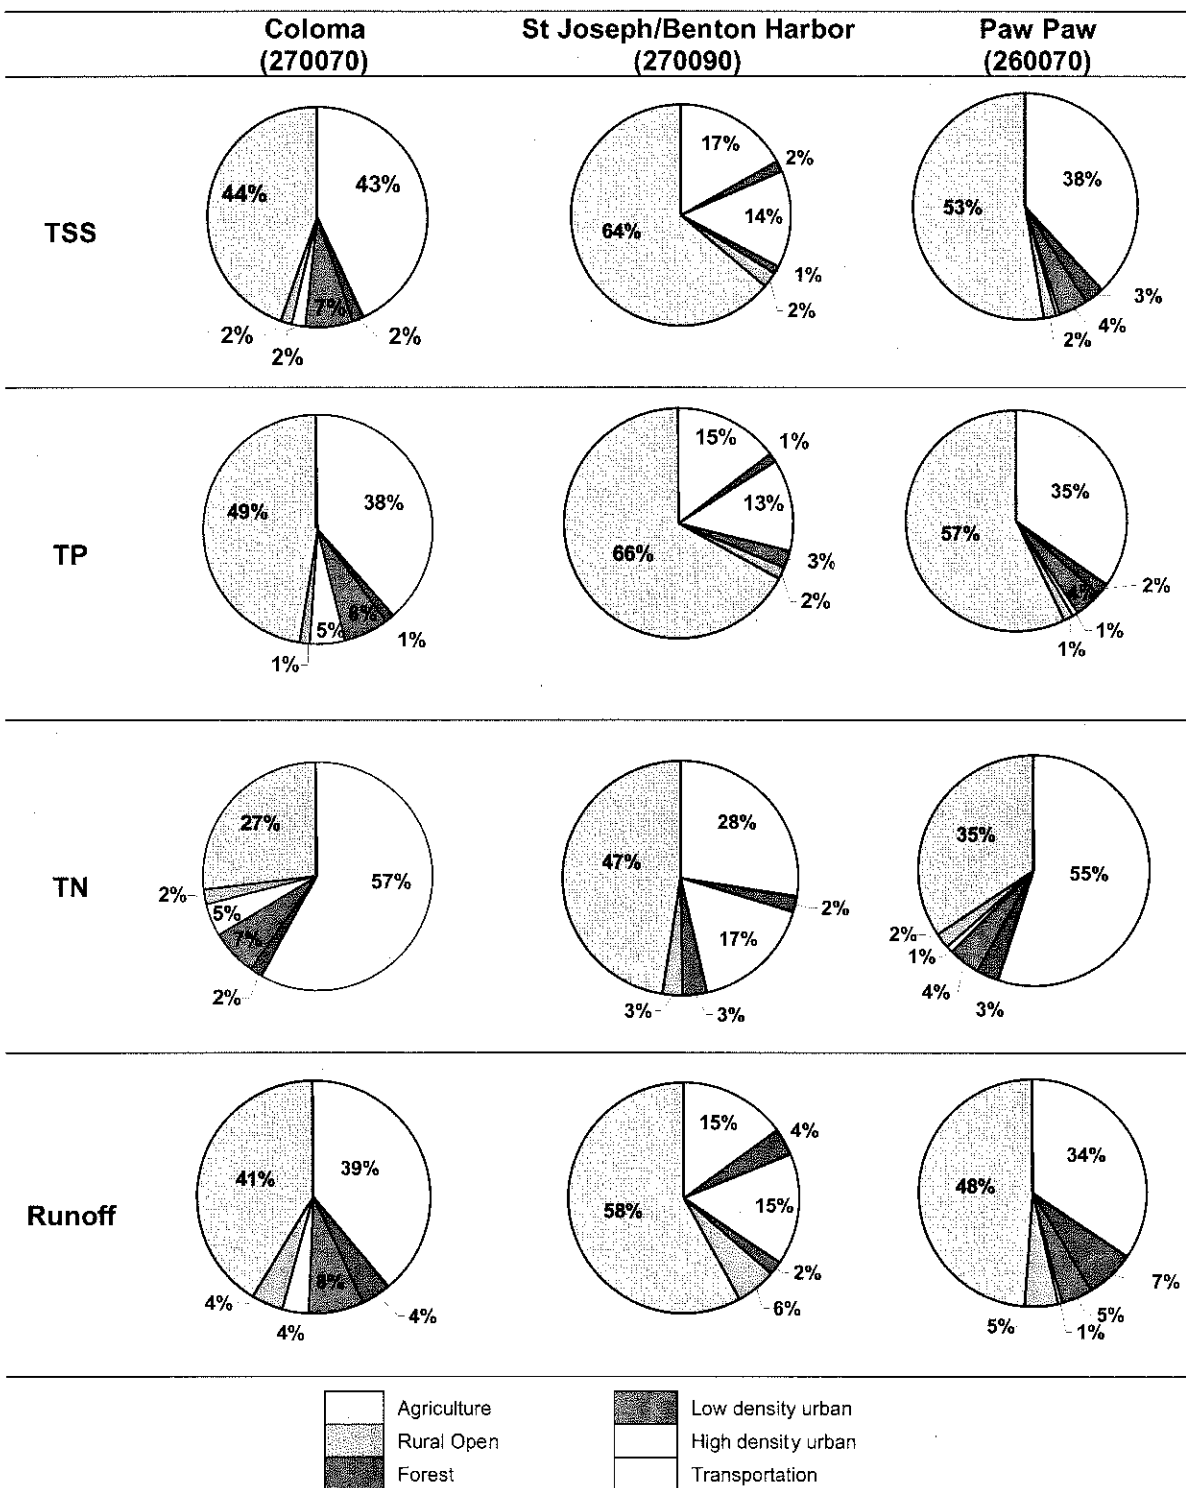 Coloma St Joseph/Benton Harbor Paw Paw
(270070) (270090) (260070)
TSS
44% 43% 7% 2% 2% 2%
17% 2% 14% 1% 2% 64%
53% 38% 3% 4% 2%
TP
49% 38% 6% 5% 1% 1%
15% 1% 13% 3% 2% 66%
57% 35% 2% 4% 1% 1%
TN
27% 57% 2% 5% 7% 2%
28% 2% 17% 3% 3% 47%
35% 55% 2% 1% 4% 3%
Runoff
41% 39% 8% 4% 4% 4%
15% 4% 15% 2% 6% 58%
48% 34% 7% 5% 1% 5%
Agriculture Low density urban
Rural Open High density urban
Forest Transportation